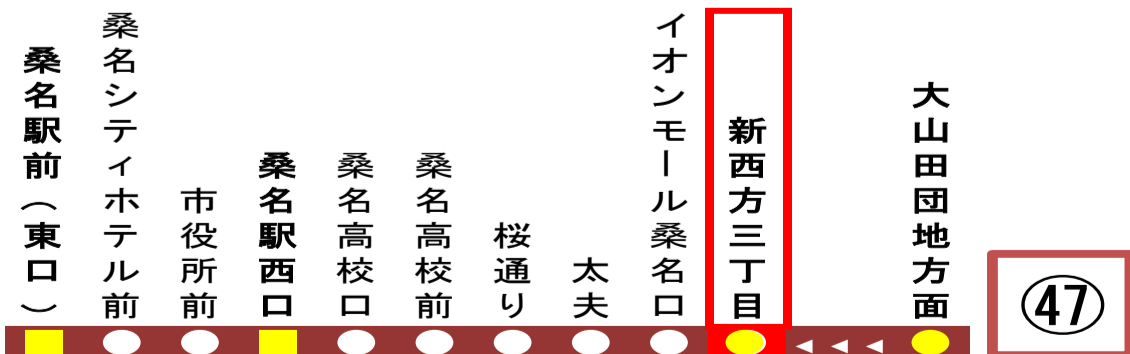 桑名駅前（東口）
桑名シティホテル前
市役所前
桑名駅西口
桑名高校口
桑名高校前
桜通り
太夫
イオンモール桑名口
新西方三丁目
大山田団地方面
㊼